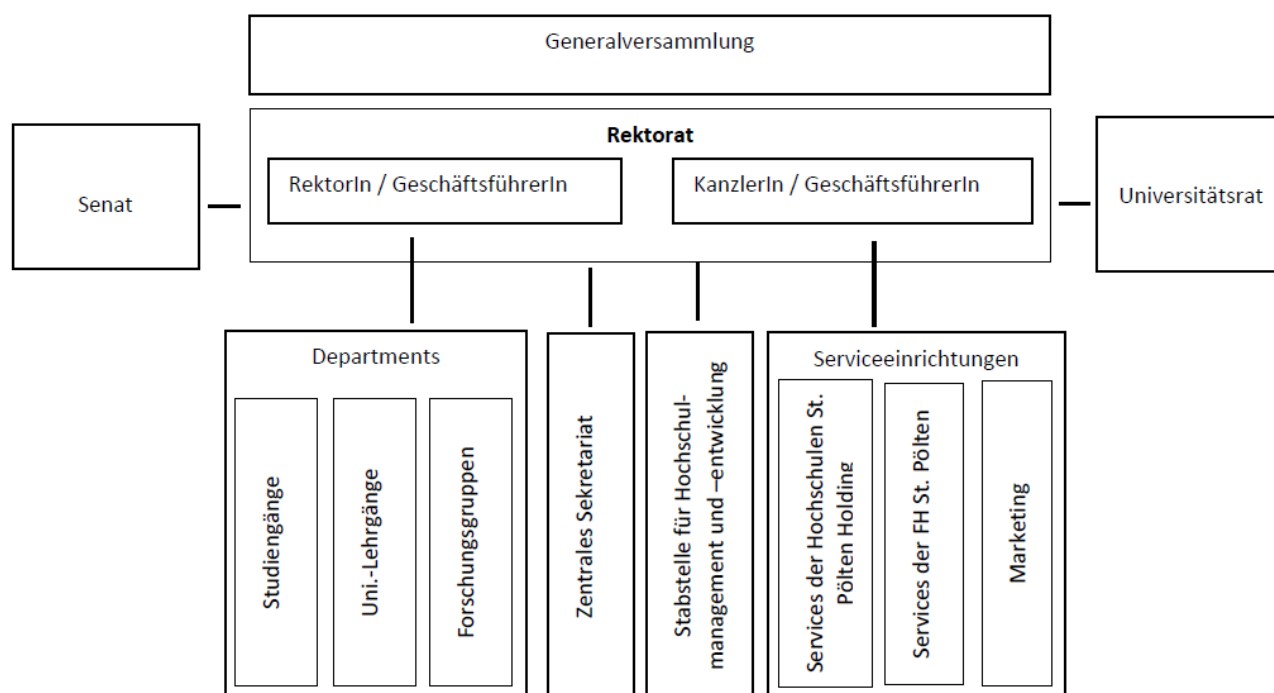 Generalversammlung
Rektorat
RektorIn / GeschäftsführerIn
KanzlerIn / GeschäftsführerIn
Senat
Universitätsrat
Departments
Studiengänge
Uni.-Lehrgänge
Forschungsgruppen
Zentrales Sekretariat
Stabstelle für Hochschul-
management und –entwicklung
Serviceeinrichtungen
Services der Hochschulen St.
Pölten Holding
Services der FH St. Pölten
Marketing